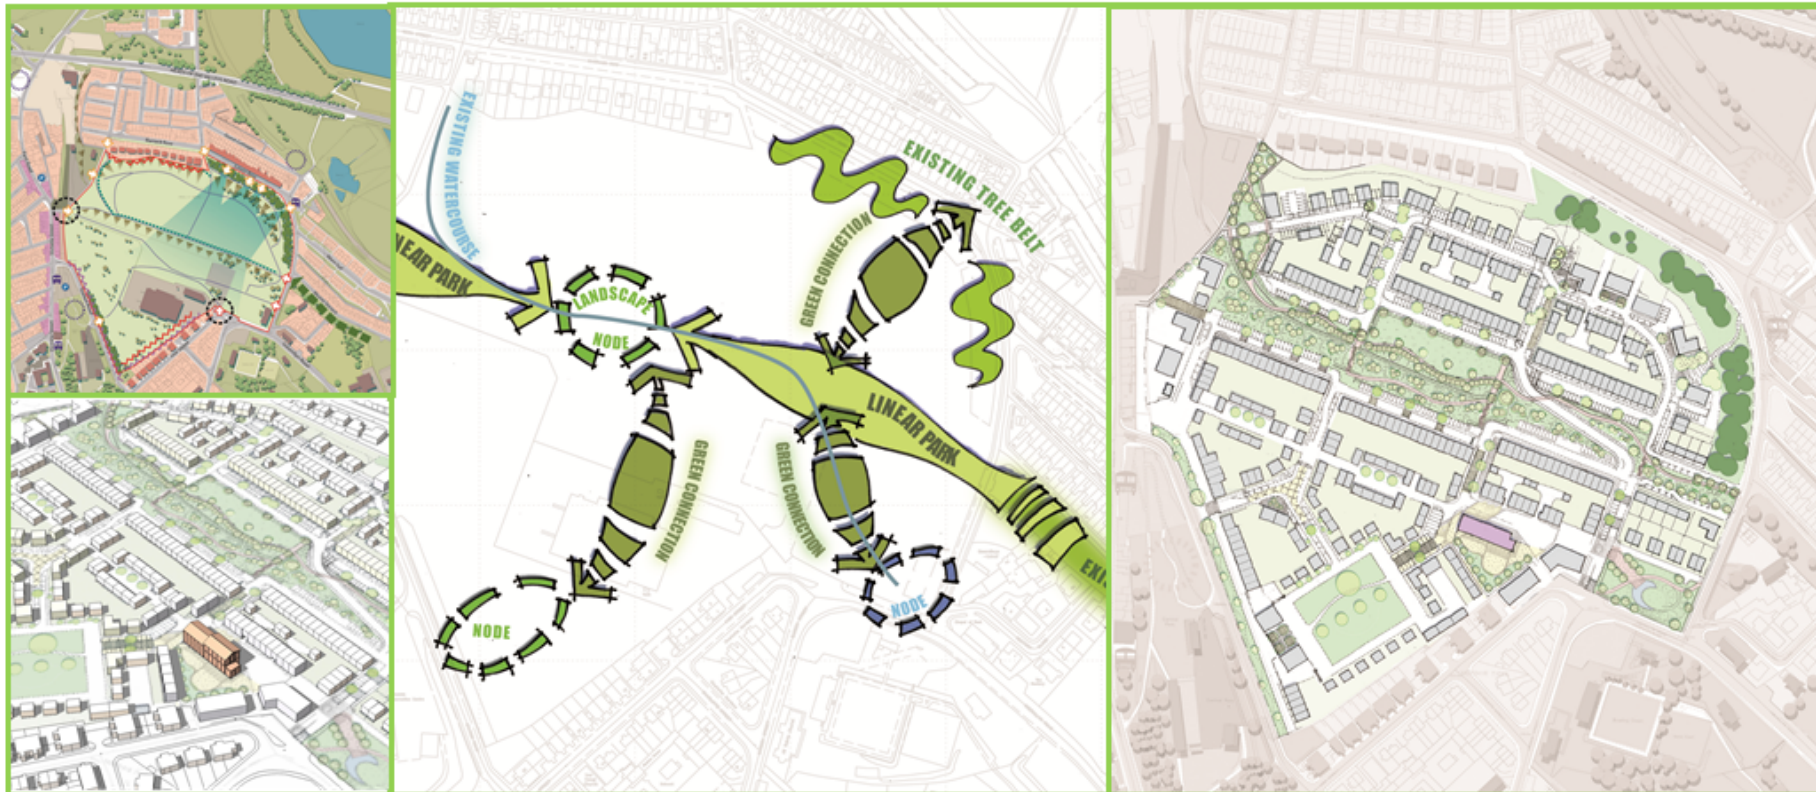 EXISTING WATERCOURSE
NEAR PARK
LANDSCAPE
NODE
GREEN CONNECTION
EXISTING TREE BELT
LINEAR PARK
GREEN CONNECTION
GREEN CONNECTION
EXI
NODE
NODE